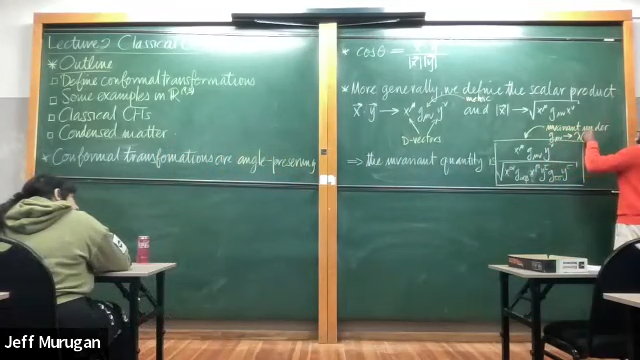 Lecture 2 Classical
* Outline
□ Define conformal transformations
□ Some examples in ℝ
□ Classical CFTs
□ Condensed matter.
* Conformal transformations are angle-preserving
* cosθ = x⃗·y⃗ / |x⃗||y⃗|
* More generally, we define the scalar product
metric
x⃗·y⃗ → x^μ g_μν y^ν and |x⃗| → √(x^μ g_μν x^ν)
D-vectors
invariant under
g_μν →
⇒ the invariant quantity is x^μ g_μν y^ν
Jeff Murugan